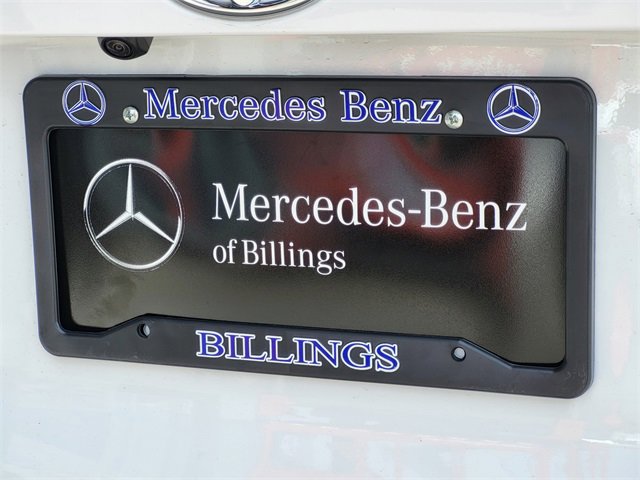 Mercedes Benz
Mercedes-Benz
of Billings
BILLINGS